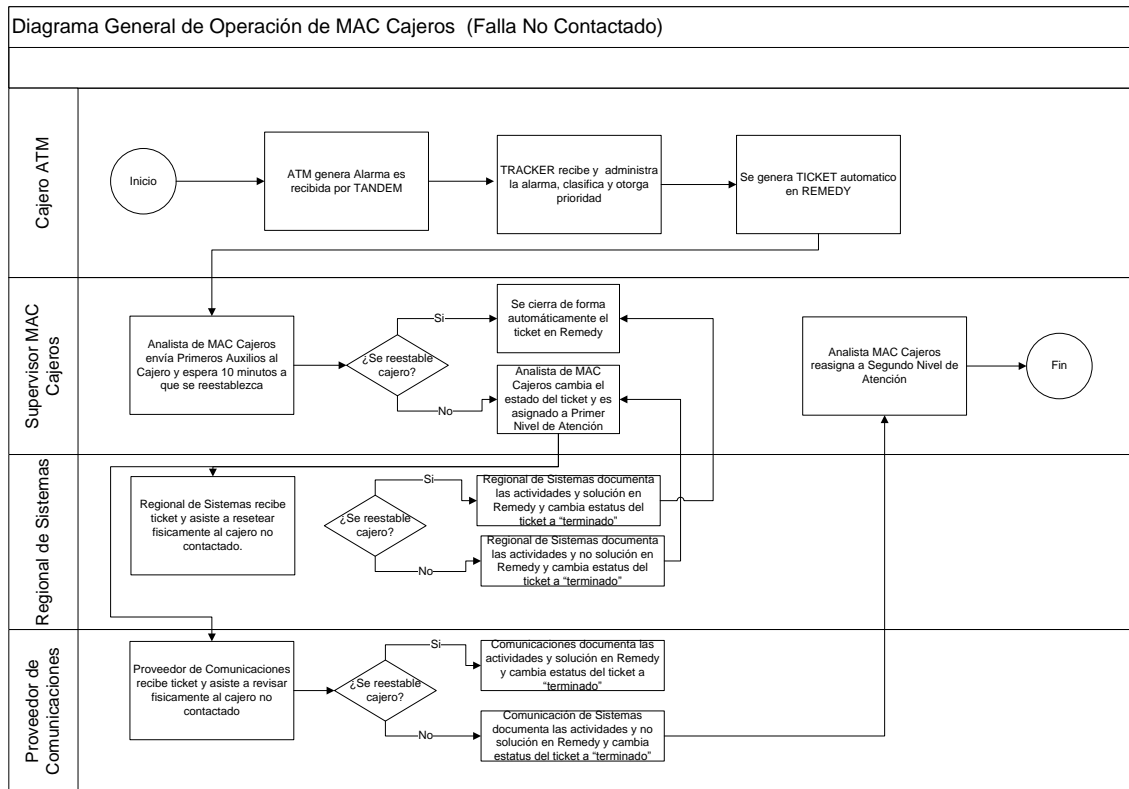 Diagrama General de Operación de MAC Cajeros  (Falla No Contactado)
Cajero ATM
Inicio
ATM genera Alarma es
recibida por TANDEM
TRACKER recibe y  administra
la alarma, clasifica y otorga
prioridad
Se genera TICKET automatico
en REMEDY
Supervisor MAC
Cajeros
Analista de MAC Cajeros
envía Primeros Auxilios al
Cajero y espera 10 minutos a
que se reestablezca
¿Se reestable
cajero?
Si
No
Se cierra de forma
automáticamente el
ticket en Remedy
Analista de MAC
Cajeros cambia el
estado del ticket y es
asignado a Primer
Nivel de Atención
Analista MAC Cajeros
reasigna a Segundo Nivel de
Atención
Fin
Regional de Sistemas
Regional de Sistemas recibe
ticket y asiste a resetear
fisicamente al cajero no
contactado.
¿Se reestable
cajero?
Si
No
Regional de Sistemas documenta
las actividades y solución en
Remedy y cambia estatus del
ticket a “terminado”
Regional de Sistemas documenta
las actividades y no solución en
Remedy y cambia estatus del
ticket a “terminado”
Proveedor de
Comunicaciones
Proveedor de Comunicaciones
recibe ticket y asiste a revisar
fisicamente al cajero no
contactado
¿Se reestable
cajero?
Si
No
Comunicaciones documenta las
actividades y solución en Remedy
y cambia estatus del ticket a
“terminado”
Comunicación de Sistemas
documenta las actividades y no
solución en Remedy y cambia
estatus del ticket a “terminado”